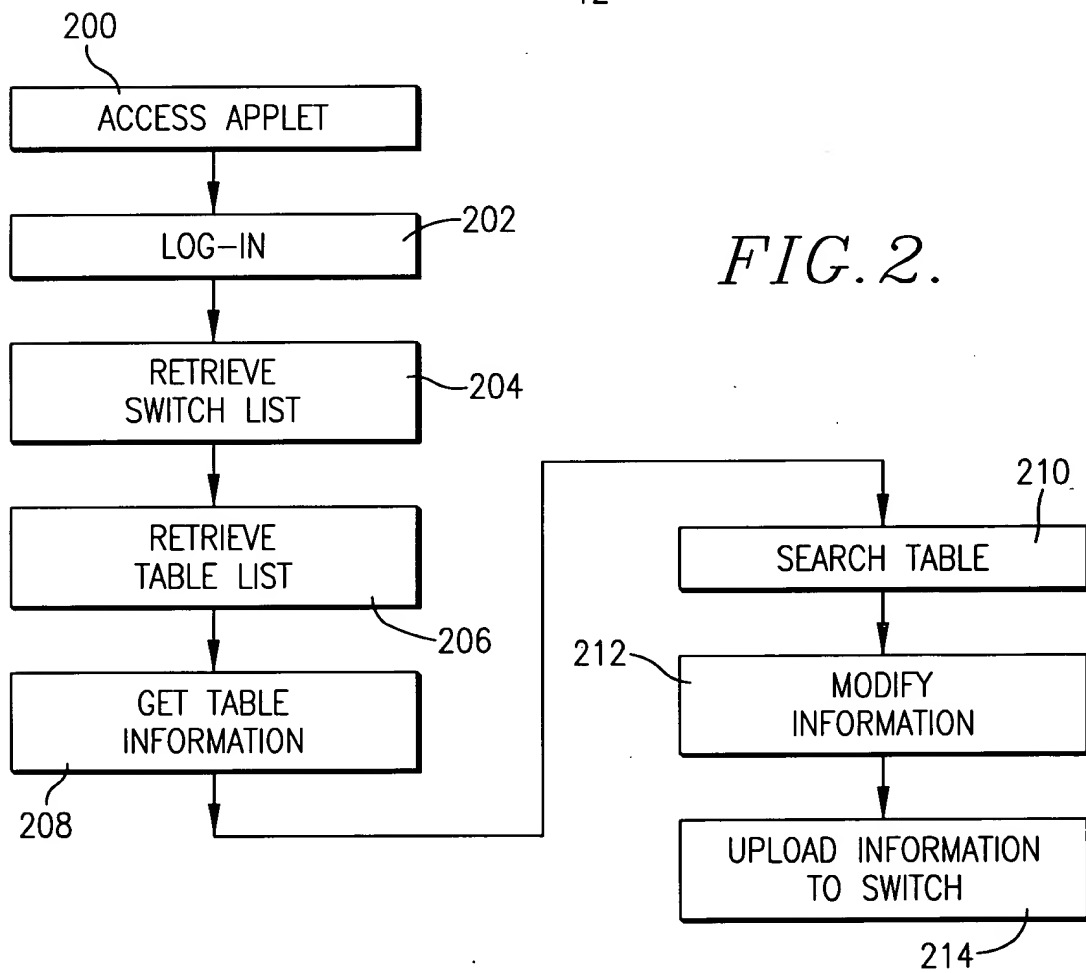 12
200
ACCESS APPLET
LOG-IN
202
FIG.2.
RETRIEVE
SWITCH LIST
204
RETRIEVE
TABLE LIST
206
GET TABLE
INFORMATION
208
210
SEARCH TABLE
212
MODIFY
INFORMATION
UPLOAD INFORMATION
TO SWITCH
214